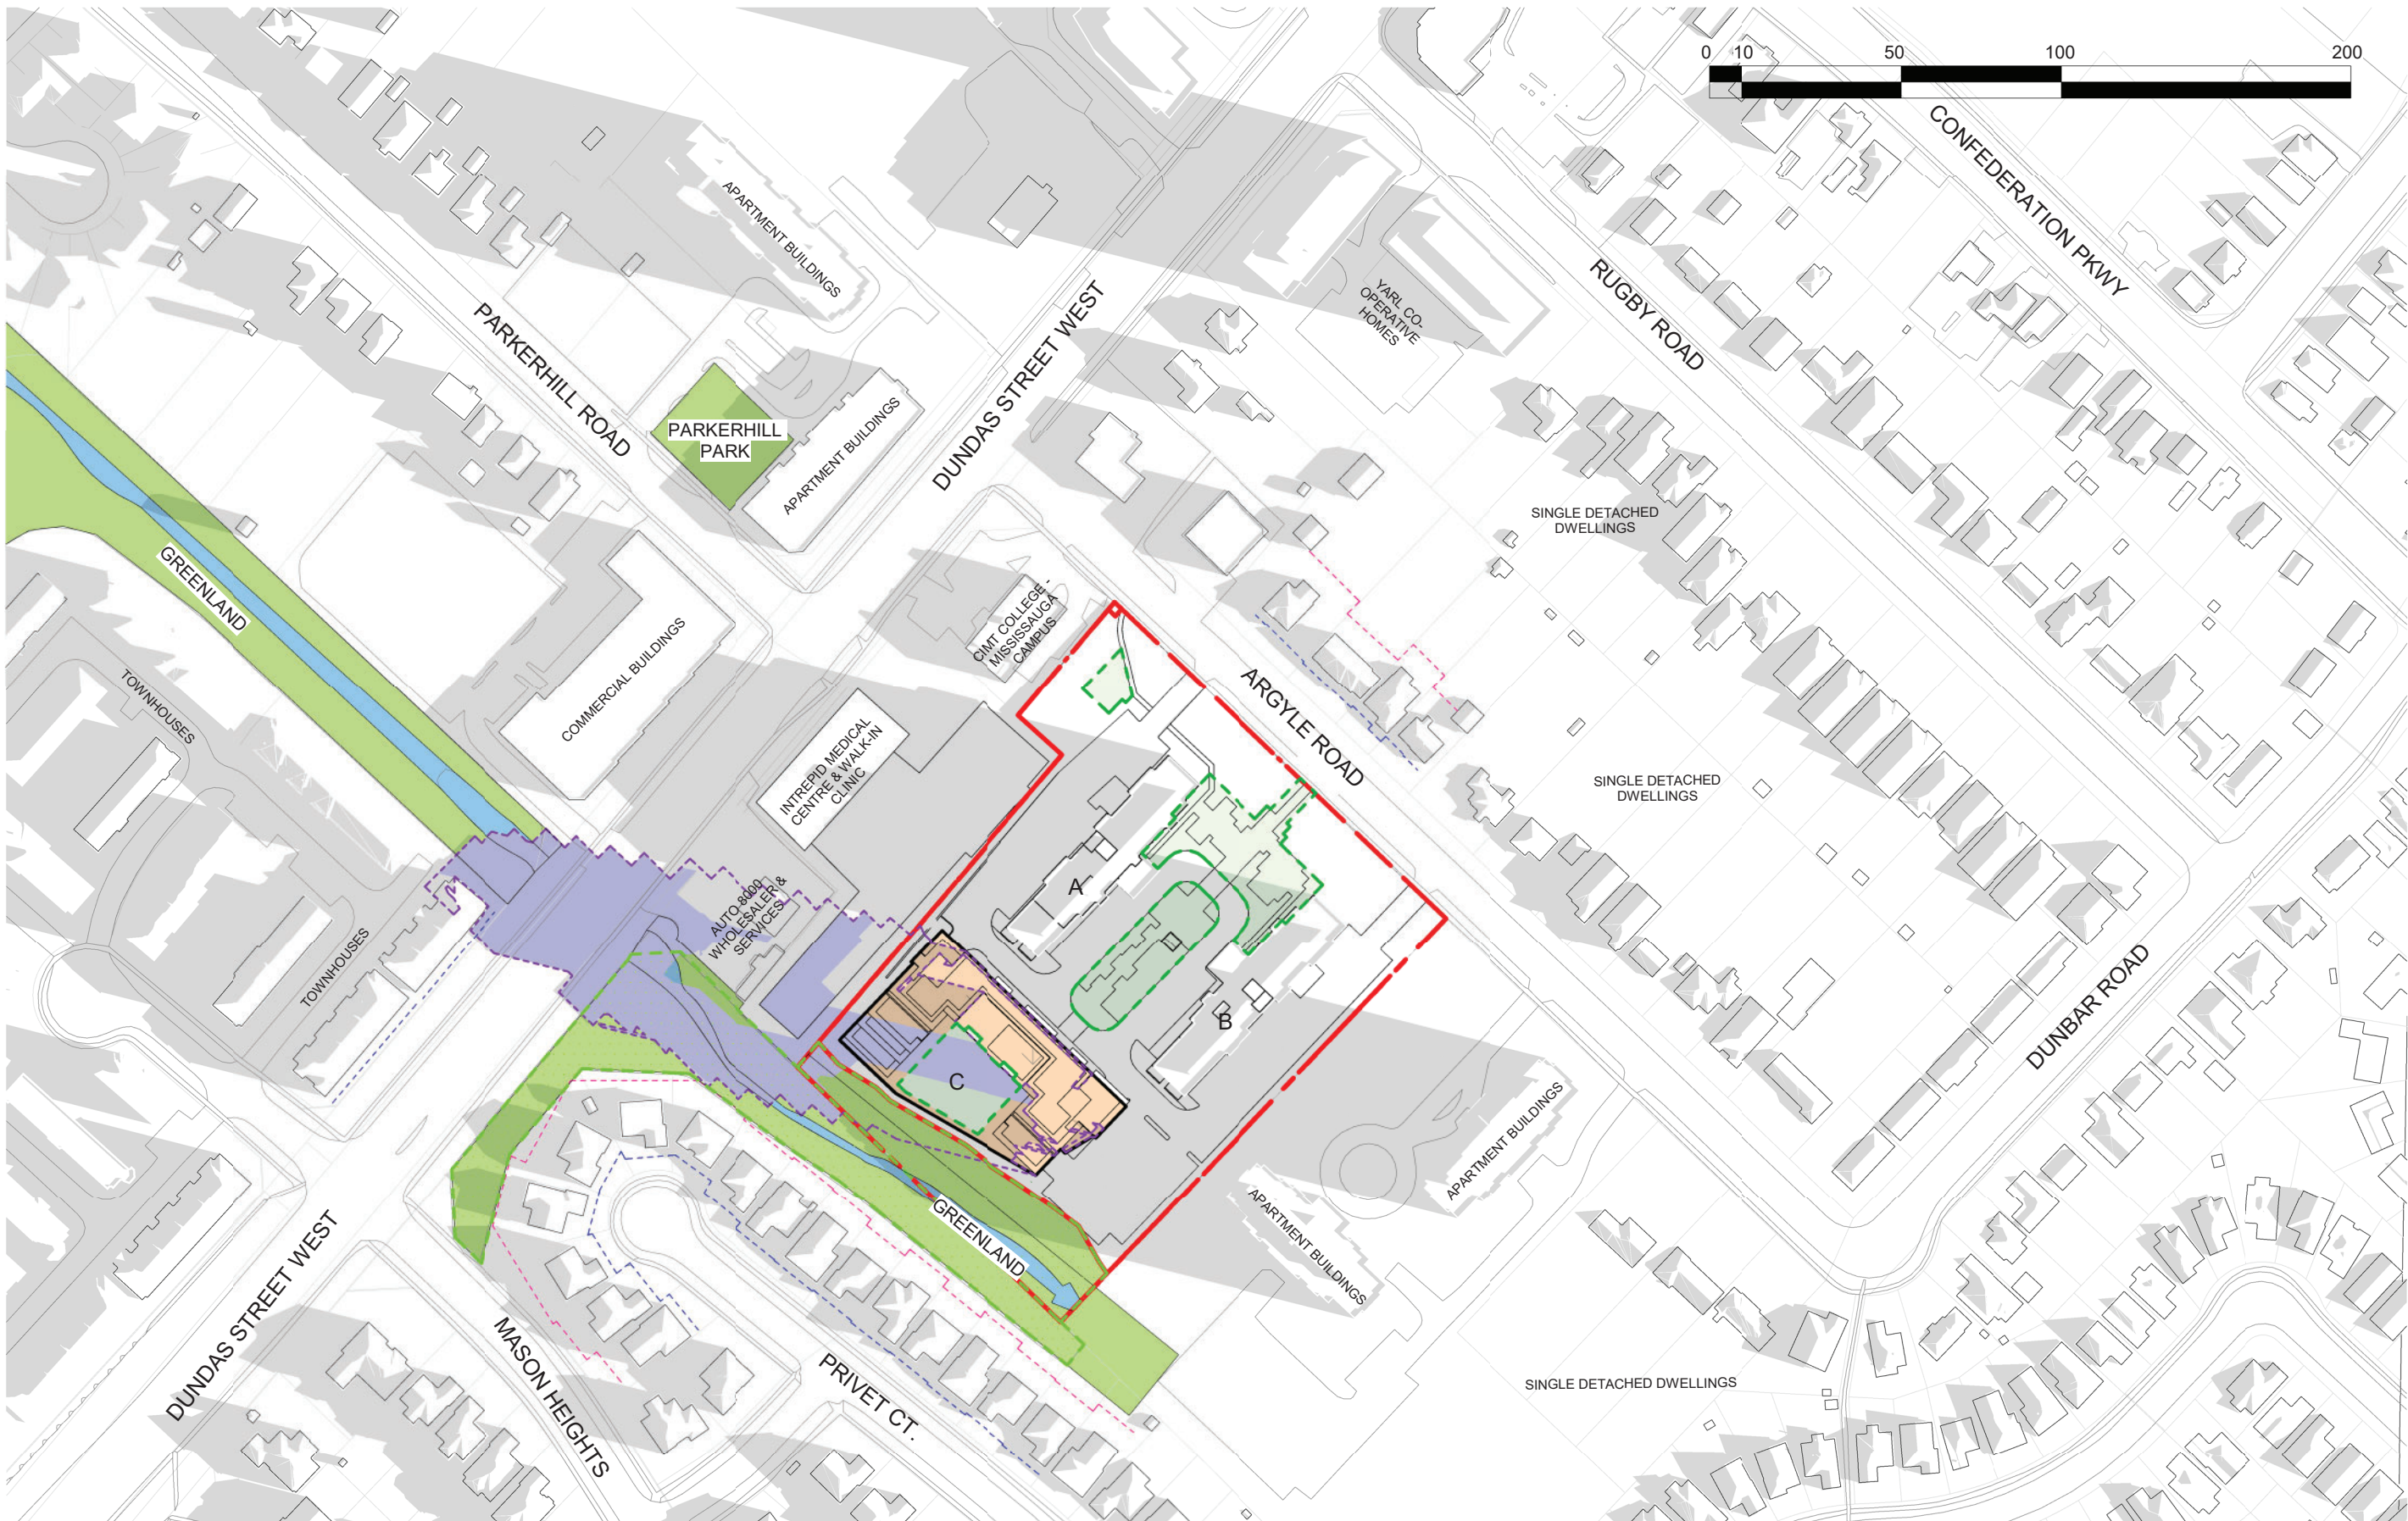 0 10 50 100 200
CONFEDERATION PKWY
APARTMENT BUILDINGS
RUGBY ROAD
YARL CO-
OPERATIVE
HOMES
PARKERHILL ROAD
DUNDAS STREET WEST
PARKERHILL
PARK
APARTMENT BUILDINGS
SINGLE DETACHED
DWELLINGS
GREENLAND
CIMT COLLEGE -
MISSISSAUGA
CAMPUS
COMMERCIAL BUILDINGS
TOWNHOUSES
ARGYLE ROAD
INTREPID MEDICAL
CENTRE & WALK-IN
CLINIC
SINGLE DETACHED
DWELLINGS
A
AUTO 8000
WHOLESALER &
SERVICES
TOWNHOUSES
B
DUNBAR ROAD
C
APARTMENT BUILDINGS
GREENLAND
APARTMENT BUILDINGS
DUNDAS STREET WEST
MASON HEIGHTS
PRIVET CT.
SINGLE DETACHED DWELLINGS